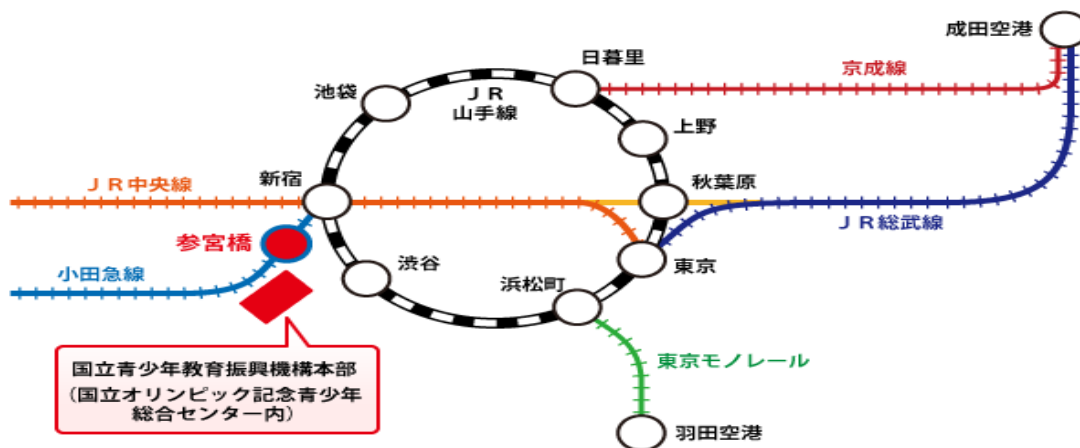 成田空港
日暮里
京成線
池袋
ＪＲ
山手線
上野
ＪＲ中央線
新宿
秋葉原
ＪＲ総武線
参宮橋
小田急線
渋谷
浜松町
東京
国立青少年教育振興機構本部
（国立オリンピック記念青少年
総合センター内）
東京モノレール
羽田空港